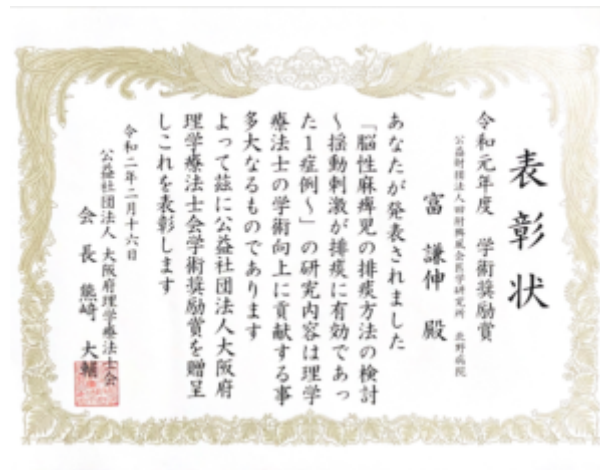 表彰状
令和元年度 学術奨励賞
公益財団法人田附興風会医学研究所 北野病院
富 謙伸 殿
あなたが発表されました
「脳性麻痺児の排痰方法の検討
～揺動刺激が排痰に有効であっ
た1症例～」の研究内容は理学
療法士の学術向上に貢献する事
多大なるものであります
よって茲に公益社団法人大阪府
理学療法士会学術奨励賞を贈呈
しこれを表彰します
令和二年二月十六日
公益社団法人 大阪府理学療法士会
会長 熊﨑 大輔